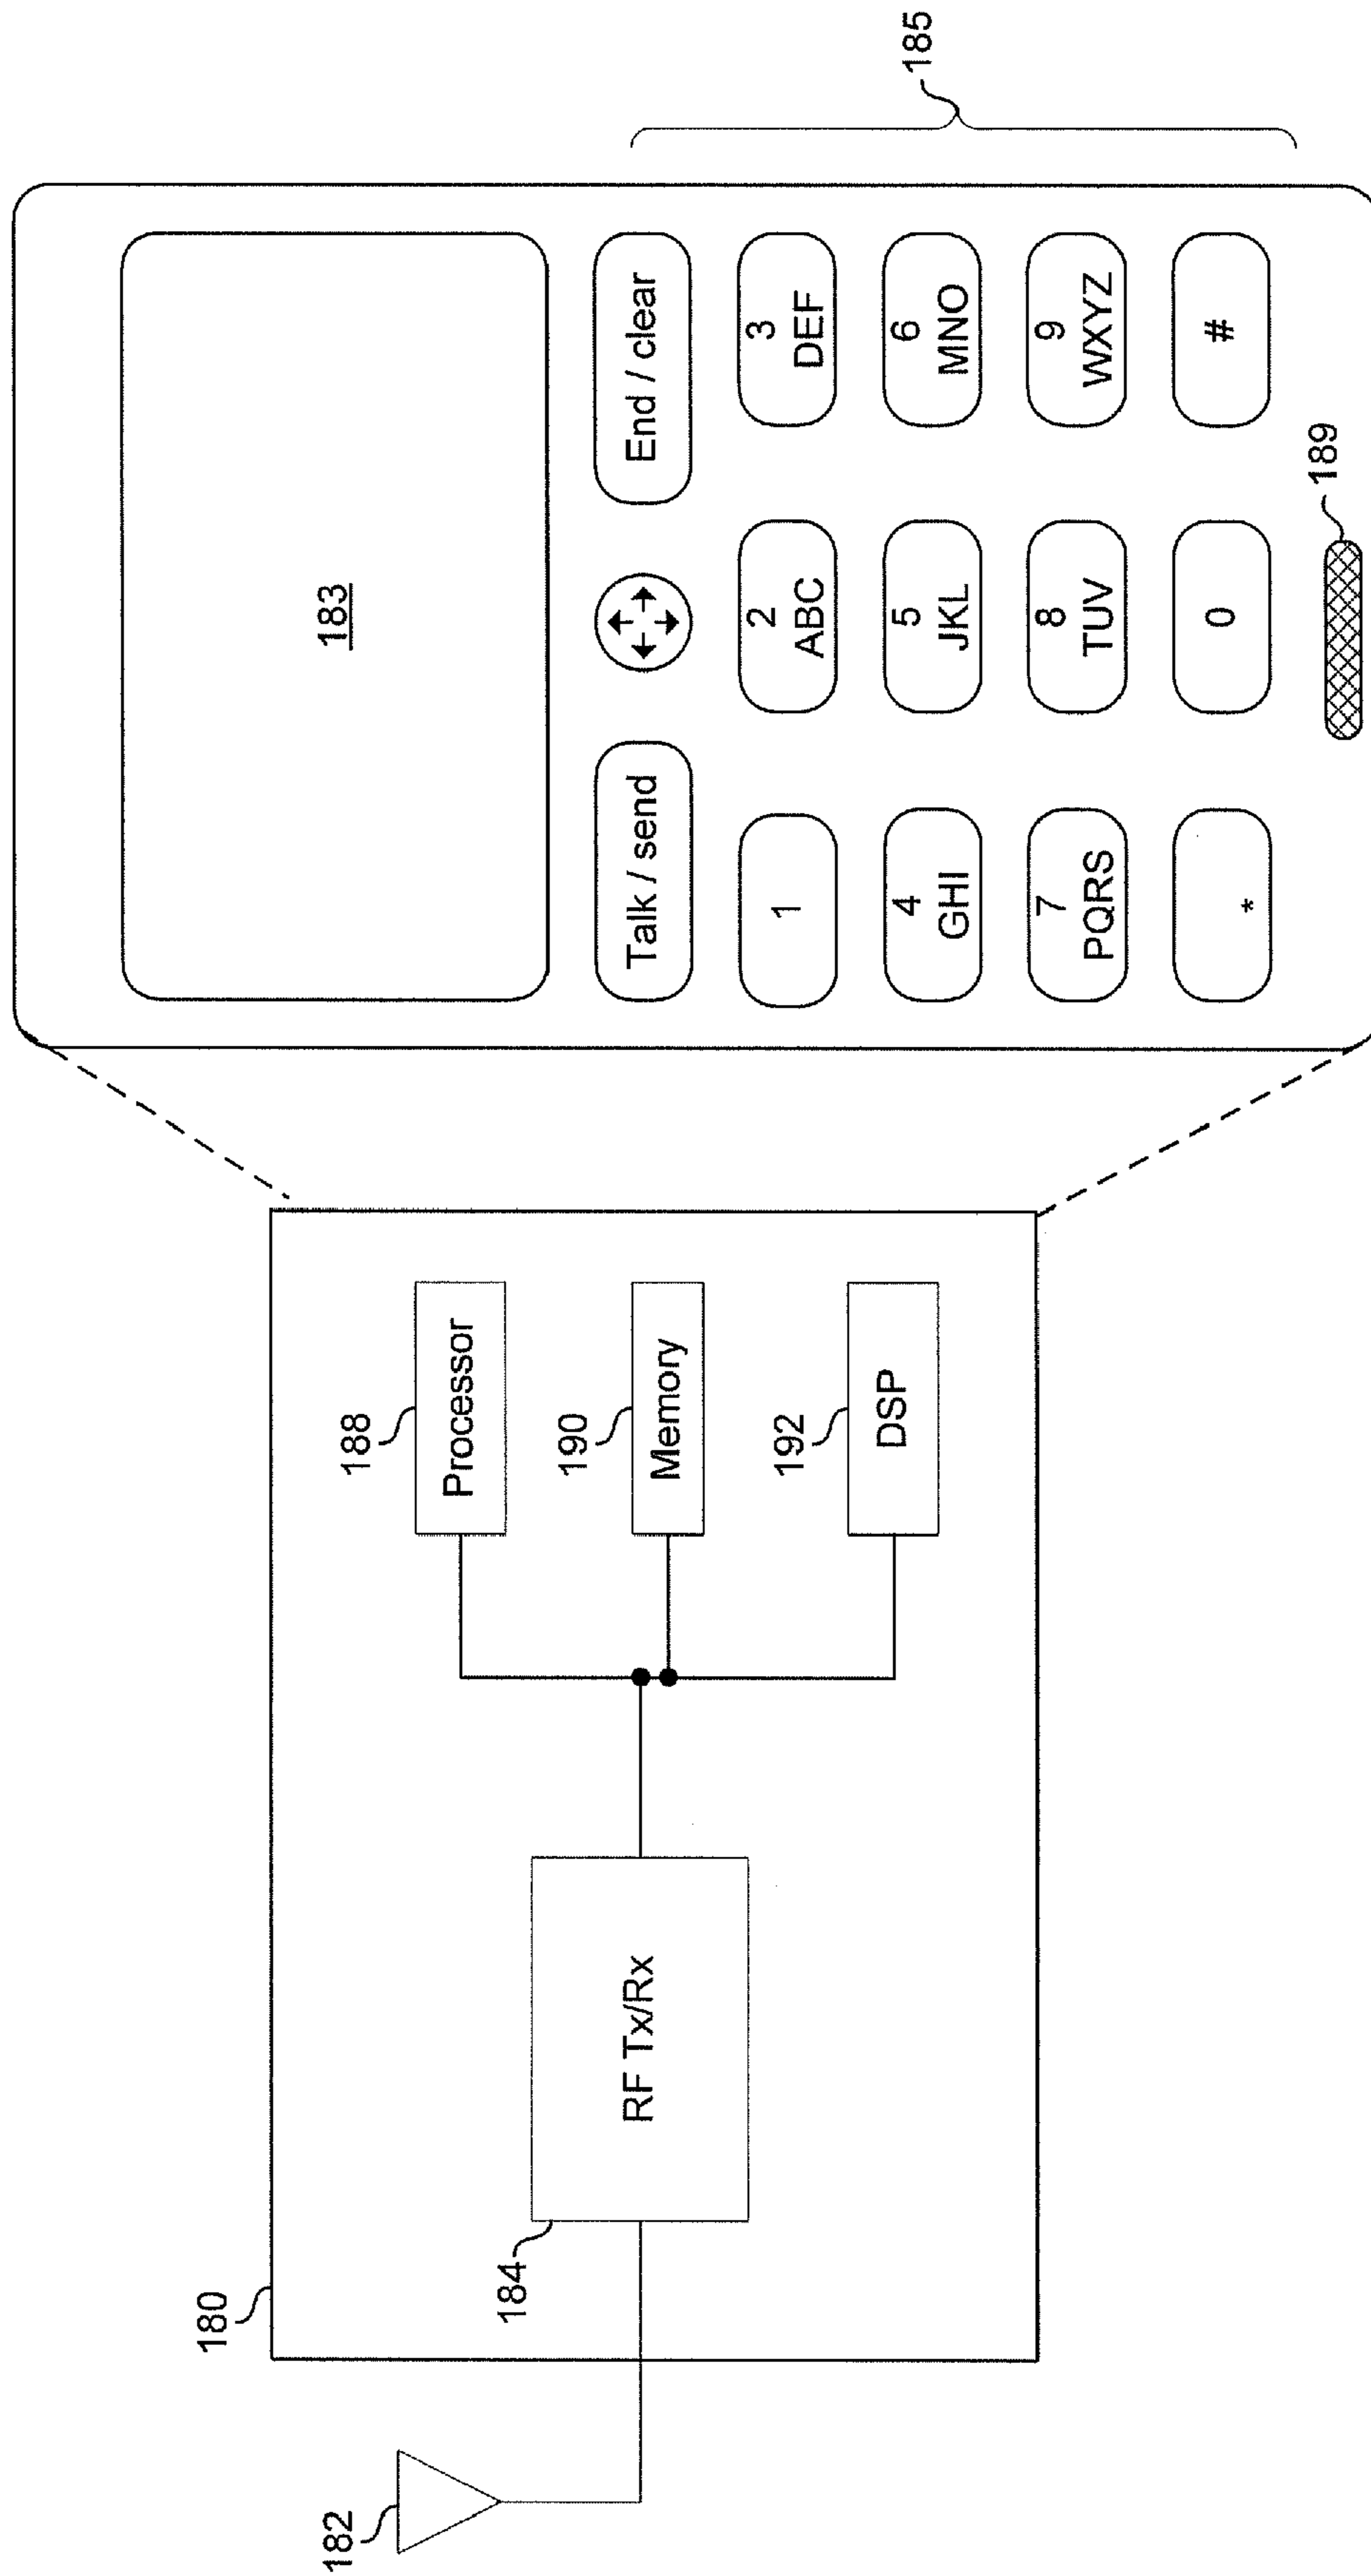 182
180
184
RF Tx/Rx
188
Processor
190
Memory
192
DSP
183
Talk / send
End / clear
1
2
ABC
3
DEF
4
GHI
5
JKL
6
MNO
7
PQRS
8
TUV
9
WXYZ
*
0
#
185
189